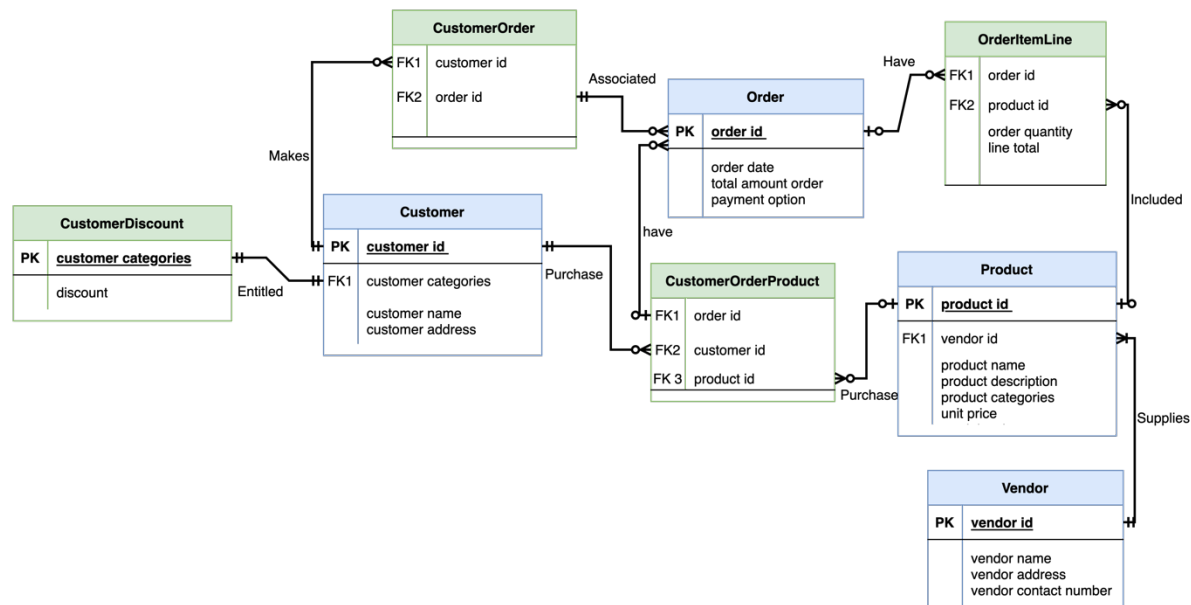 CustomerOrder
FK1 customer id
FK2 order id
Associated
Makes
Order
PK order id
order date
total amount order
payment option
Have
OrderItemLine
FK1 order id
FK2 product id
order quantity
line total
Included
CustomerDiscount
PK customer categories
discount
Entitled
Customer
PK customer id
FK1 customer categories
customer name
customer address
Purchase
have
CustomerOrderProduct
FK1 order id
FK2 customer id
FK 3 product id
Purchase
Product
PK product id
FK1 vendor id
product name
product description
product categories
unit price
Supplies
Vendor
PK vendor id
vendor name
vendor address
vendor contact number